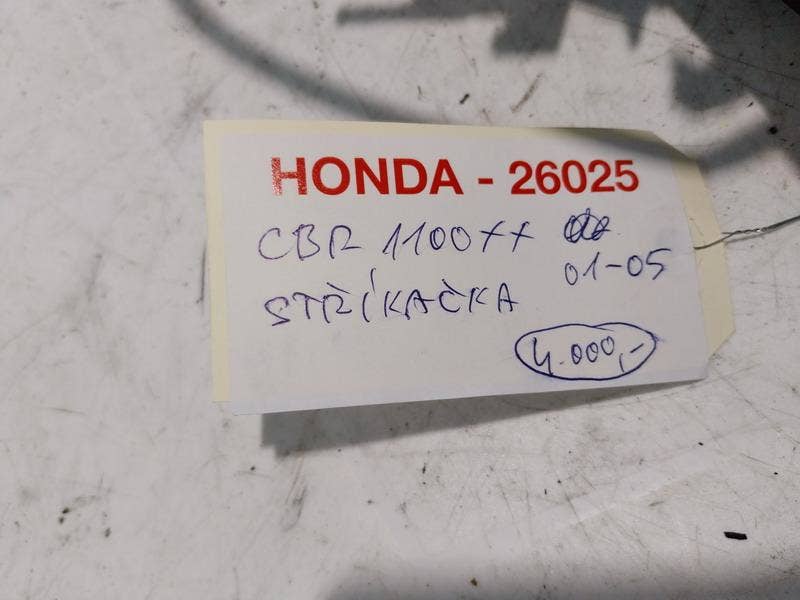 HONDA - 26025
CBR 1100XX
01-05
STŘÍKAČKA
4.000,-